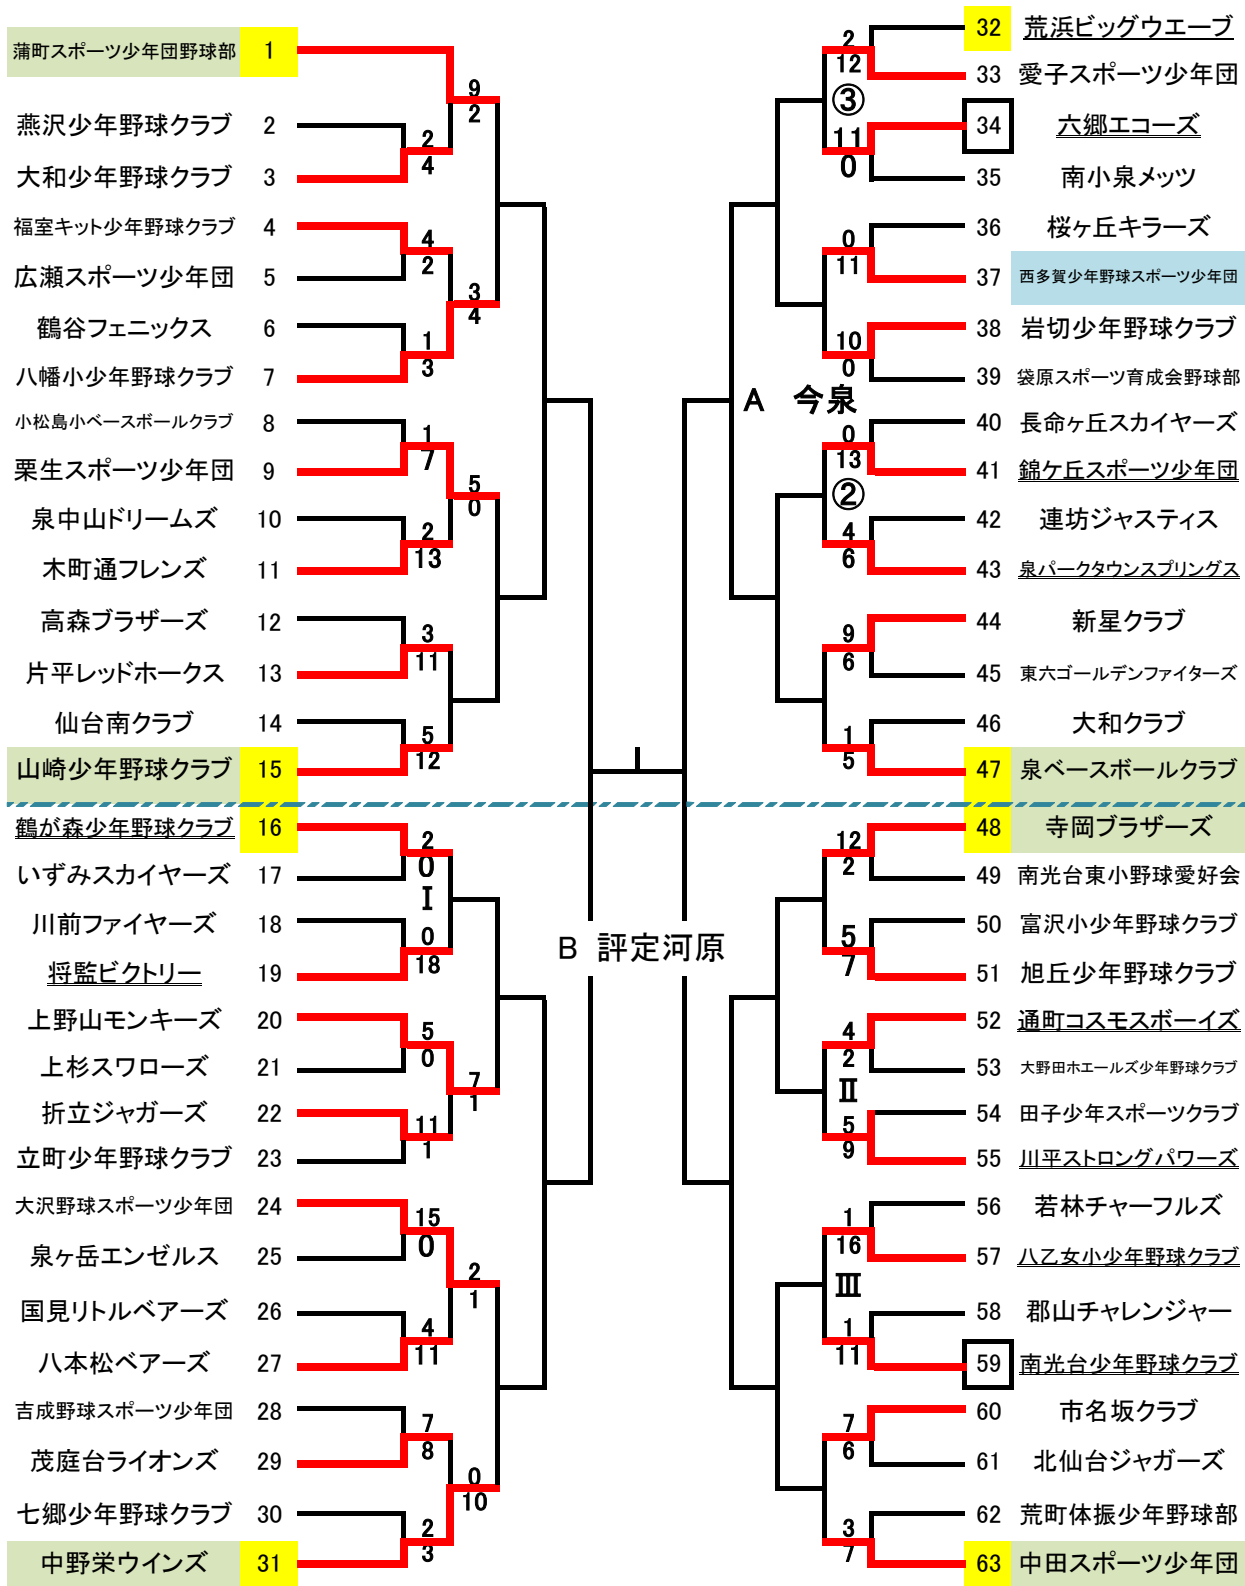 蒲町スポーツ少年団野球部 1
燕沢少年野球クラブ 2
大和少年野球クラブ 3
福室キット少年野球クラブ 4
広瀬スポーツ少年団 5
鶴谷フェニックス 6
八幡小少年野球クラブ 7
小松島小ベースボールクラブ 8
栗生スポーツ少年団 9
泉中山ドリームズ 10
木町通フレンズ 11
高森ブラザーズ 12
片平レッドホークス 13
仙台南クラブ 14
山崎少年野球クラブ 15
鶴が森少年野球クラブ 16
いずみスカイヤーズ 17
川前ファイヤーズ 18
将監ビクトリー 19
上野山モンキーズ 20
上杉スワローズ 21
折立ジャガーズ 22
立町少年野球クラブ 23
大沢野球スポーツ少年団 24
泉ヶ岳エンゼルス 25
国見リトルベアーズ 26
八本松ベアーズ 27
吉成野球スポーツ少年団 28
茂庭台ライオンズ 29
七郷少年野球クラブ 30
中野栄ウインズ 31
2
4
4
2
1
3
1
7
2
13
3
11
5
12
2
0
I
0
18
5
0
11
1
15
0
4
11
7
8
2
3
9
2
3
4
5
0
7
1
2
1
0
10
A 今泉
B 評定河原
2
12
③
11
0
0
11
10
0
0
13
②
4
6
9
6
1
5
12
2
5
7
4
2
Ⅱ
5
9
1
16
Ⅲ
1
11
7
6
3
7
32 荒浜ビッグウエーブ
33 愛子スポーツ少年団
34 六郷エコーズ
35 南小泉メッツ
36 桜ヶ丘キラーズ
37 西多賀少年野球スポーツ少年団
38 岩切少年野球クラブ
39 袋原スポーツ育成会野球部
40 長命ヶ丘スカイヤーズ
41 錦ケ丘スポーツ少年団
42 連坊ジャスティス
43 泉パークタウンスプリングス
44 新星クラブ
45 東六ゴールデンファイターズ
46 大和クラブ
47 泉ベースボールクラブ
48 寺岡ブラザーズ
49 南光台東小野球愛好会
50 富沢小少年野球クラブ
51 旭丘少年野球クラブ
52 通町コスモスボーイズ
53 大野田ホエールズ少年野球クラブ
54 田子少年スポーツクラブ
55 川平ストロングパワーズ
56 若林チャーフルズ
57 八乙女小少年野球クラブ
58 郡山チャレンジャー
59 南光台少年野球クラブ
60 市名坂クラブ
61 北仙台ジャガーズ
62 荒町体振少年野球部
63 中田スポーツ少年団